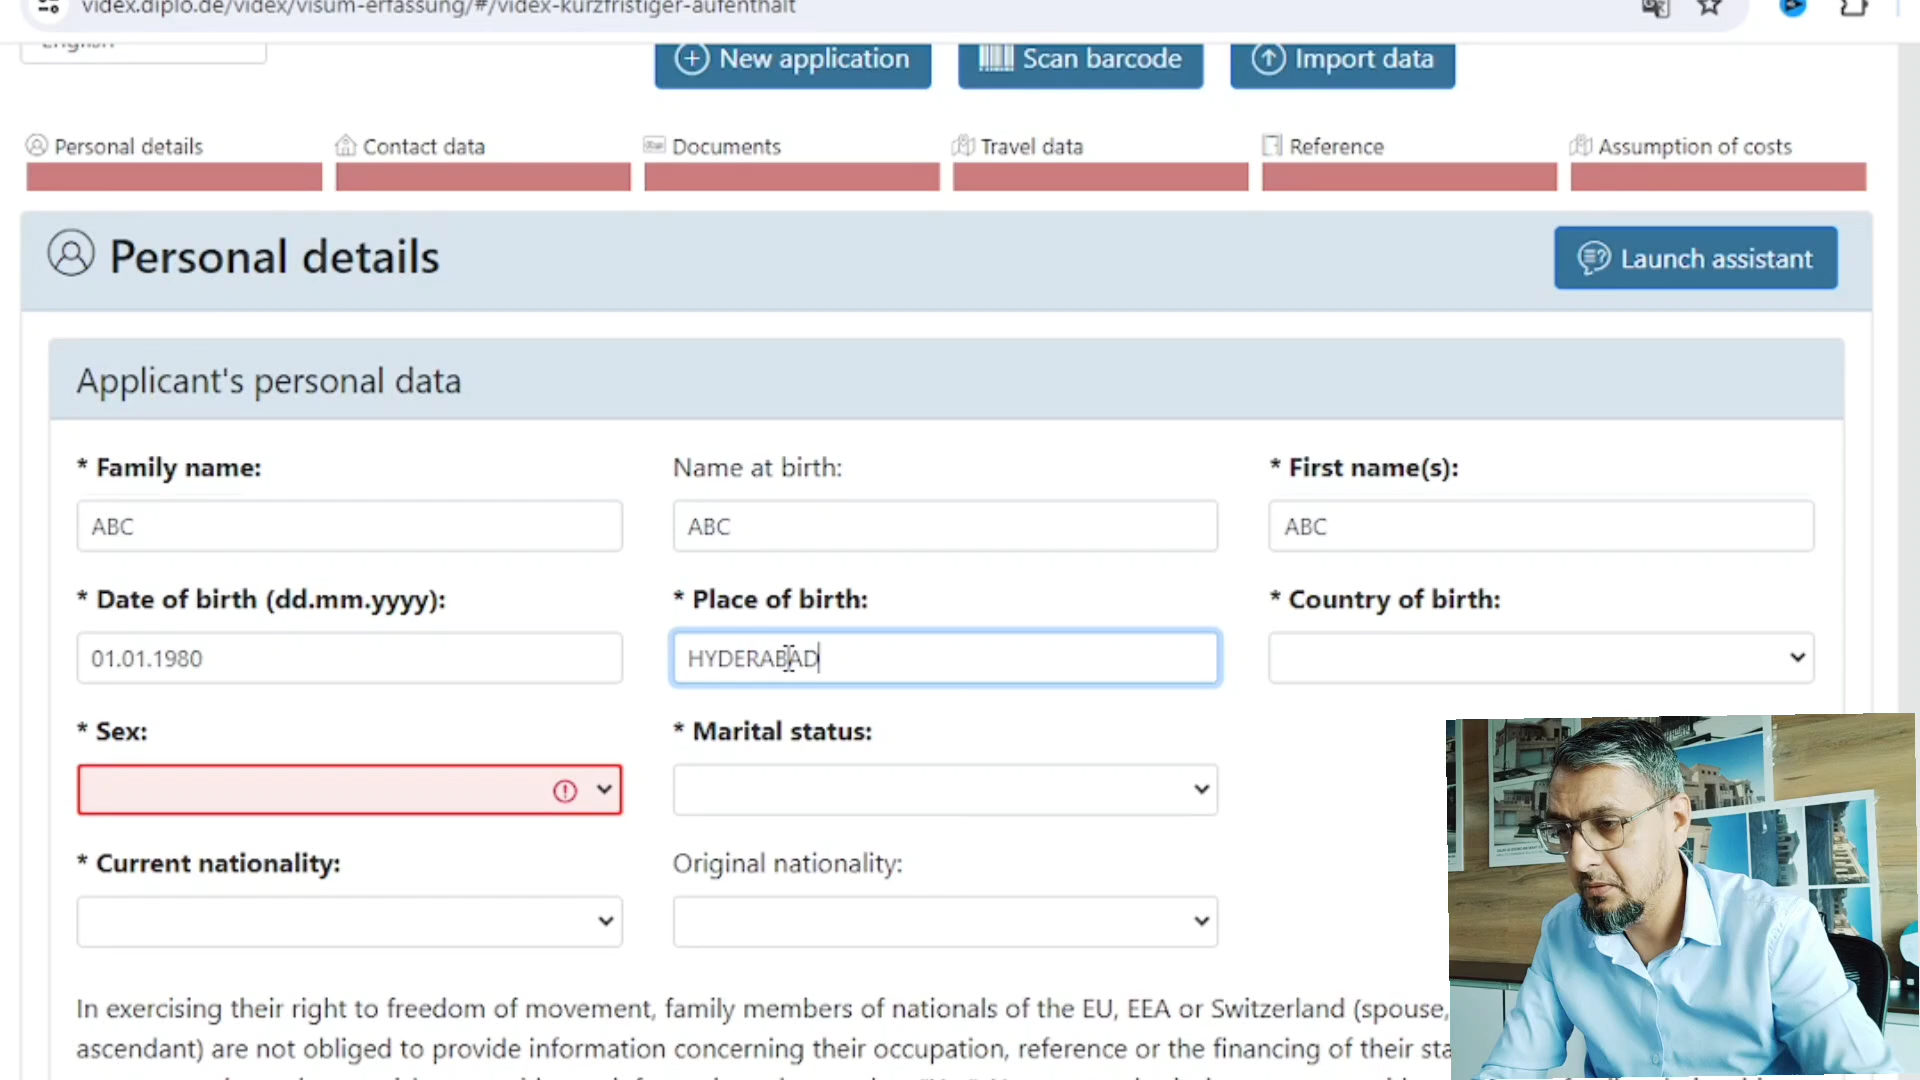 videx.diplo.de/videx/visum-erfassung/#/videx-kurzfristiger-aufenthalt
English
New application
Scan barcode
Import data
Personal details
Contact data
Documents
Travel data
Reference
Assumption of costs
Personal details
Launch assistant
Applicant's personal data
* Family name:
Name at birth:
* First name(s):
ABC
ABC
ABC
* Date of birth (dd.mm.yyyy):
* Place of birth:
* Country of birth:
01.01.1980
HYDERABAD
* Sex:
* Marital status:
* Current nationality:
Original nationality:
In exercising their right to freedom of movement, family members of nationals of the EU, EEA or Switzerland (spouse,
ascendant) are not obliged to provide information concerning their occupation, reference or the financing of their